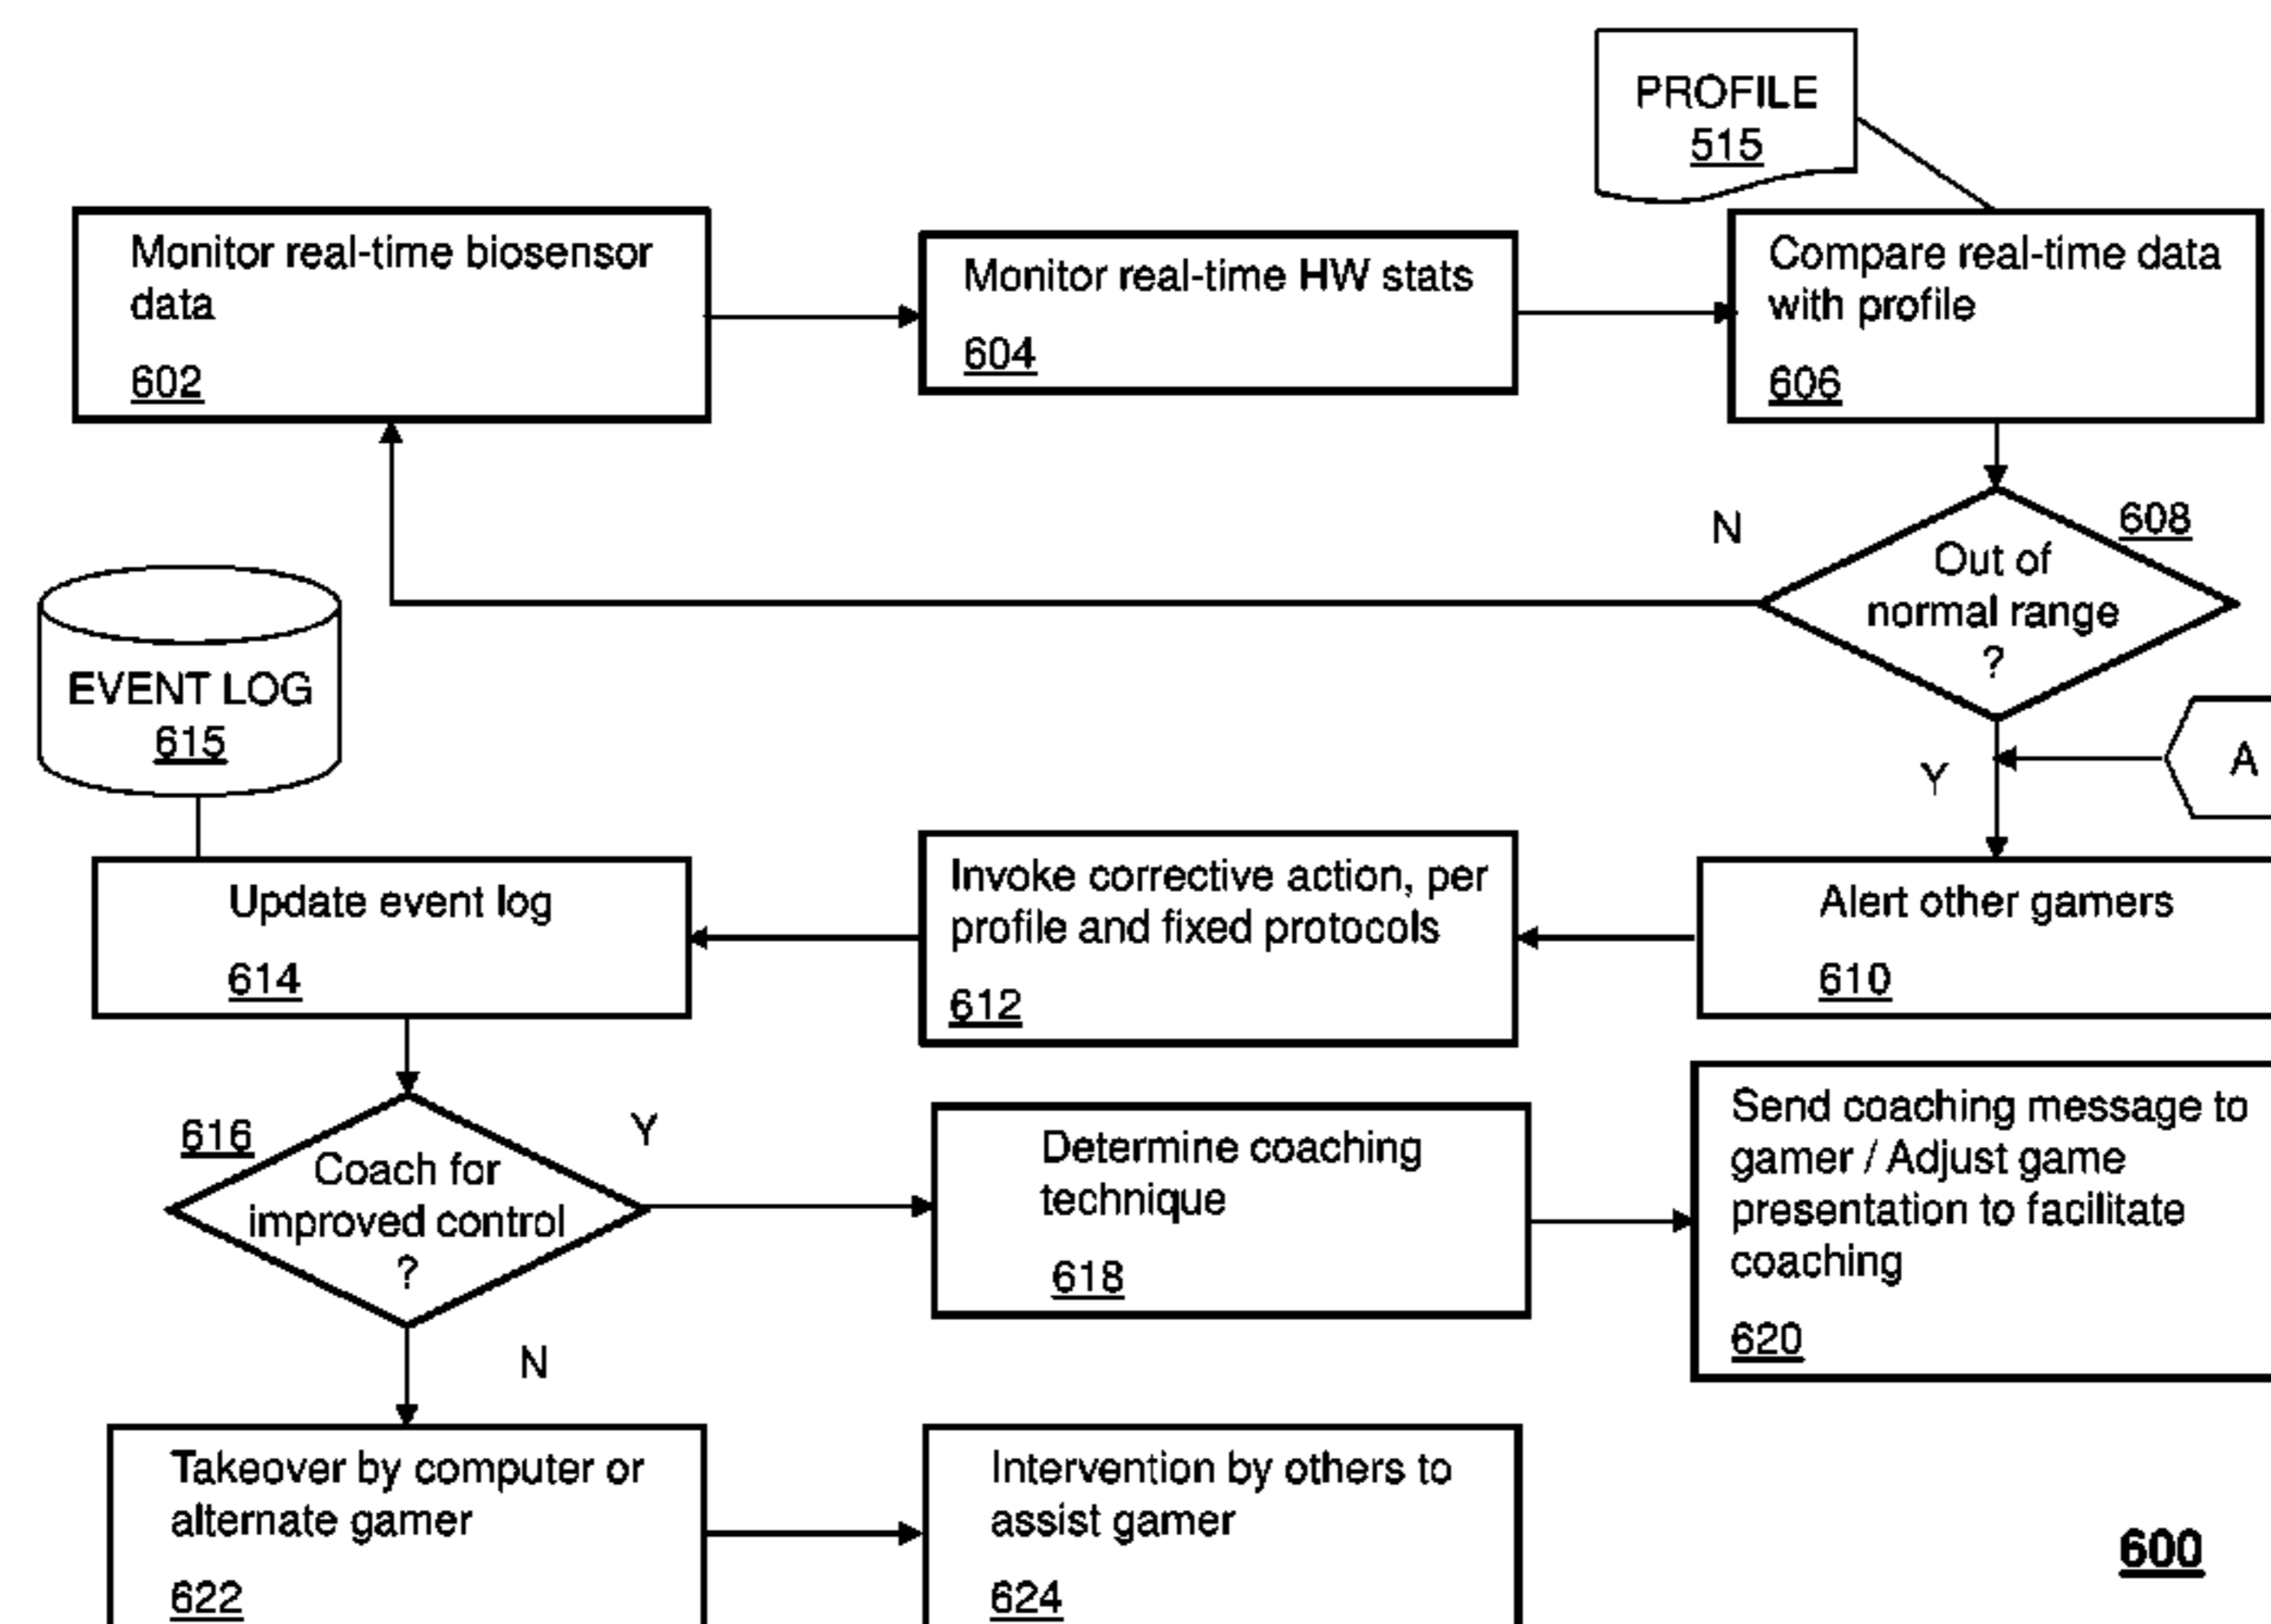 PROFILE
515
Monitor real-time biosensor
data
602
Monitor real-time HW stats
604
Compare real-time data
with profile
606
N
608
Out of
normal range
?
EVENT LOG
615
Y
A
Update event log
614
Invoke corrective action, per
profile and fixed protocols
612
Alert other gamers
610
616
Coach for
improved control
?
Y
N
Determine coaching
technique
618
Send coaching message to
gamer / Adjust game
presentation to facilitate
coaching
620
Takeover by computer or
alternate gamer
622
Intervention by others to
assist gamer
624
600